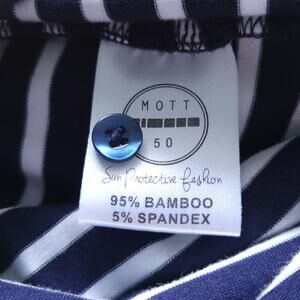 MOTT
50
Sun Protective fashion
95% BAMBOO
5% SPANDEX